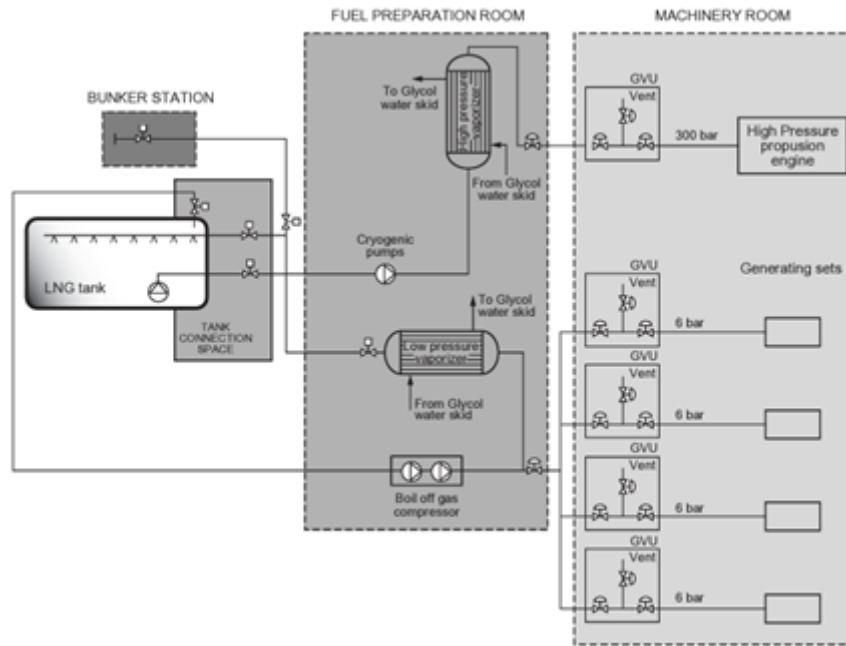 FUEL PREPARATION ROOM
MACHINERY ROOM
BUNKER STATION
To Glycol
water skid
High pressure
vaporizer
From Glycol
water skid
GVU
Vent
300 bar
High Pressure
propusion
engine
LNG tank
TANK
CONNECTION
SPACE
Cryogenic
pumps
To Glycol
water skid
Low pressure
vaporizer
From Glycol
water skid
Boil off gas
compressor
Generating sets
GVU
Vent
6 bar
GVU
Vent
6 bar
GVU
Vent
6 bar
GVU
Vent
6 bar